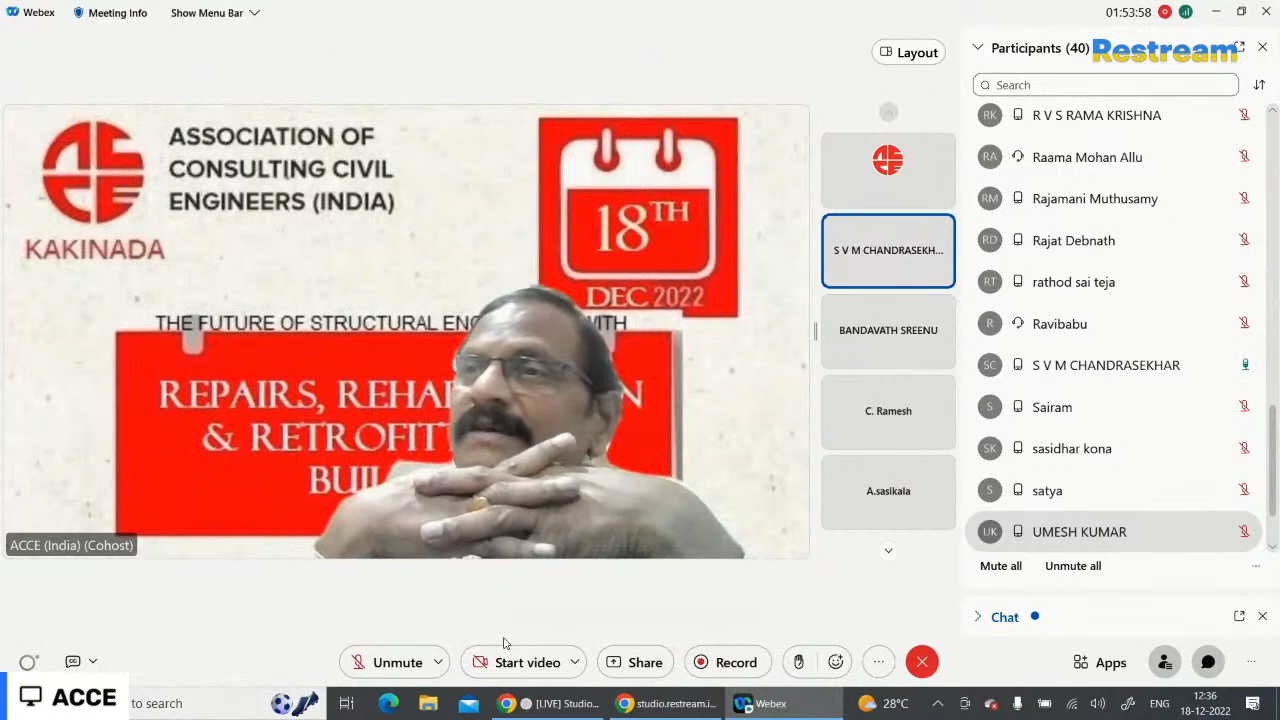 Webex
Meeting Info
Show Menu Bar
01:53:58
Layout
Participants (40)
Restream
Search
ASSOCIATION OF
CONSULTING CIVIL
ENGINEERS (INDIA)
KAKINADA
18TH
DEC 2022
THE FUTURE OF STRUCTURAL ENG
TH
REPAIRS, REHA
N
& RETROFIT
BUIL
ACCE (India) (Cohost)
S V M CHANDRASEKH...
BANDAVATH SREENU
C. Ramesh
A.sasikala
RK R V S RAMA KRISHNA
RA Raama Mohan Allu
RM Rajamani Muthusamy
RD Rajat Debnath
RT rathod sai teja
R Ravibabu
SC S V M CHANDRASEKHAR
S Sairam
SK sasidhar kona
S satya
UK UMESH KUMAR
Mute all Unmute all
Chat
Unmute
Start video
Share
Record
Apps
ACCE
to search
[LIVE] Studio...
studio.restream.i...
Webex
28°C
ENG
12:36
18-12-2022